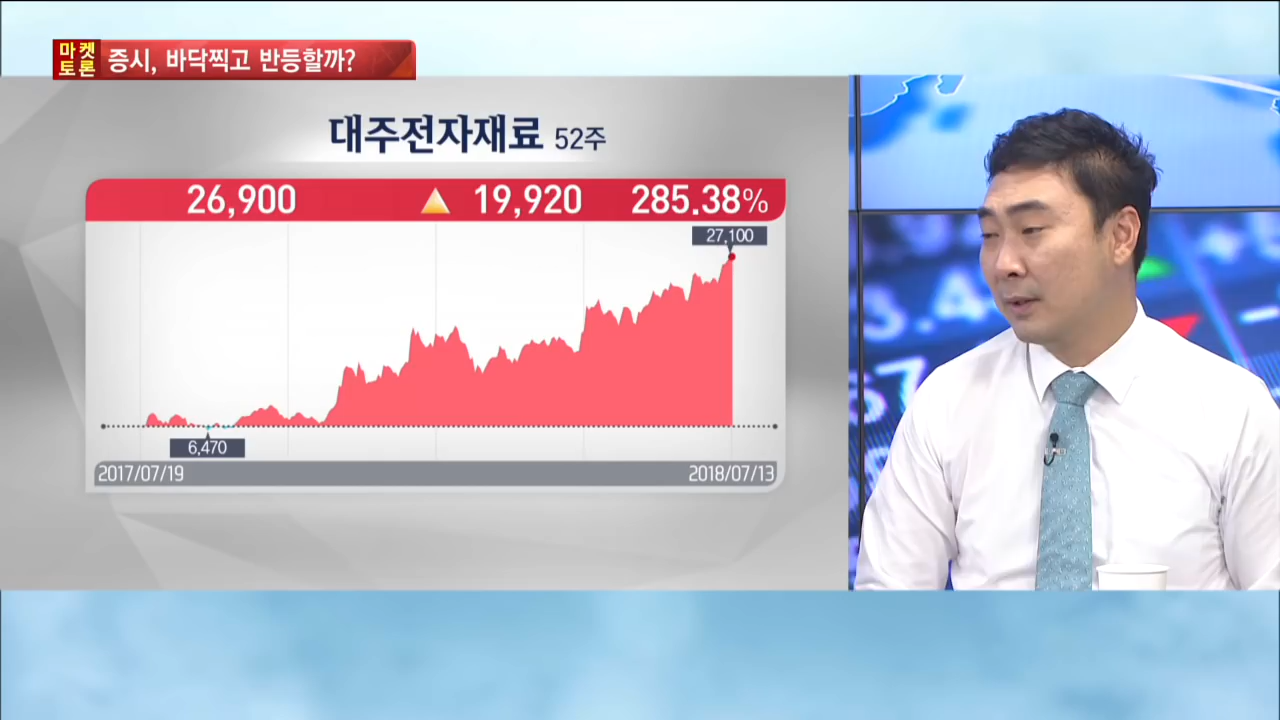 마켓
토론
증시, 바닥찍고 반등할까?
대주전자재료 52주
26,900 ▲ 19,920 285.38%
27,100
6,470
2017/07/19 2018/07/13